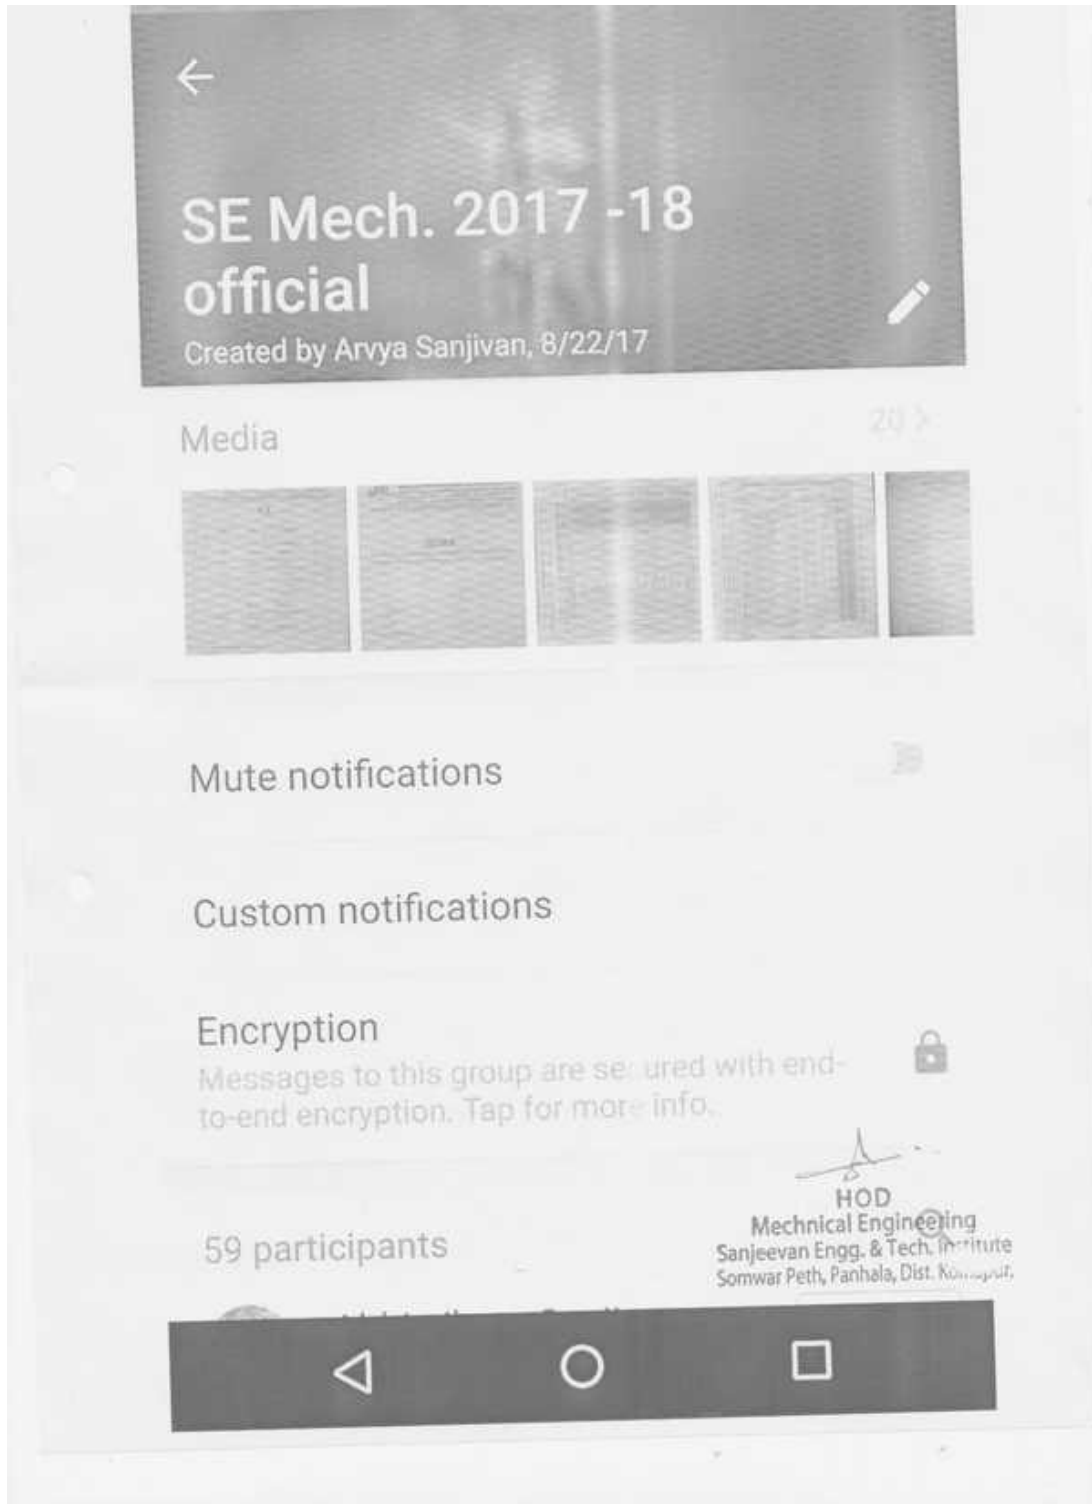 SE Mech. 2017 -18
official
Created by Arvya Sanjivan, 8/22/17
Media
20 >
Mute notifications
Custom notifications
Encryption
Messages to this group are se ured with end-
to-end encryption. Tap for mor info.
HOD
Mechnical Engineering
59 participants
Sanjeevan Engg. & Tech. Institute
Somwar Peth, Panhala, Dist.